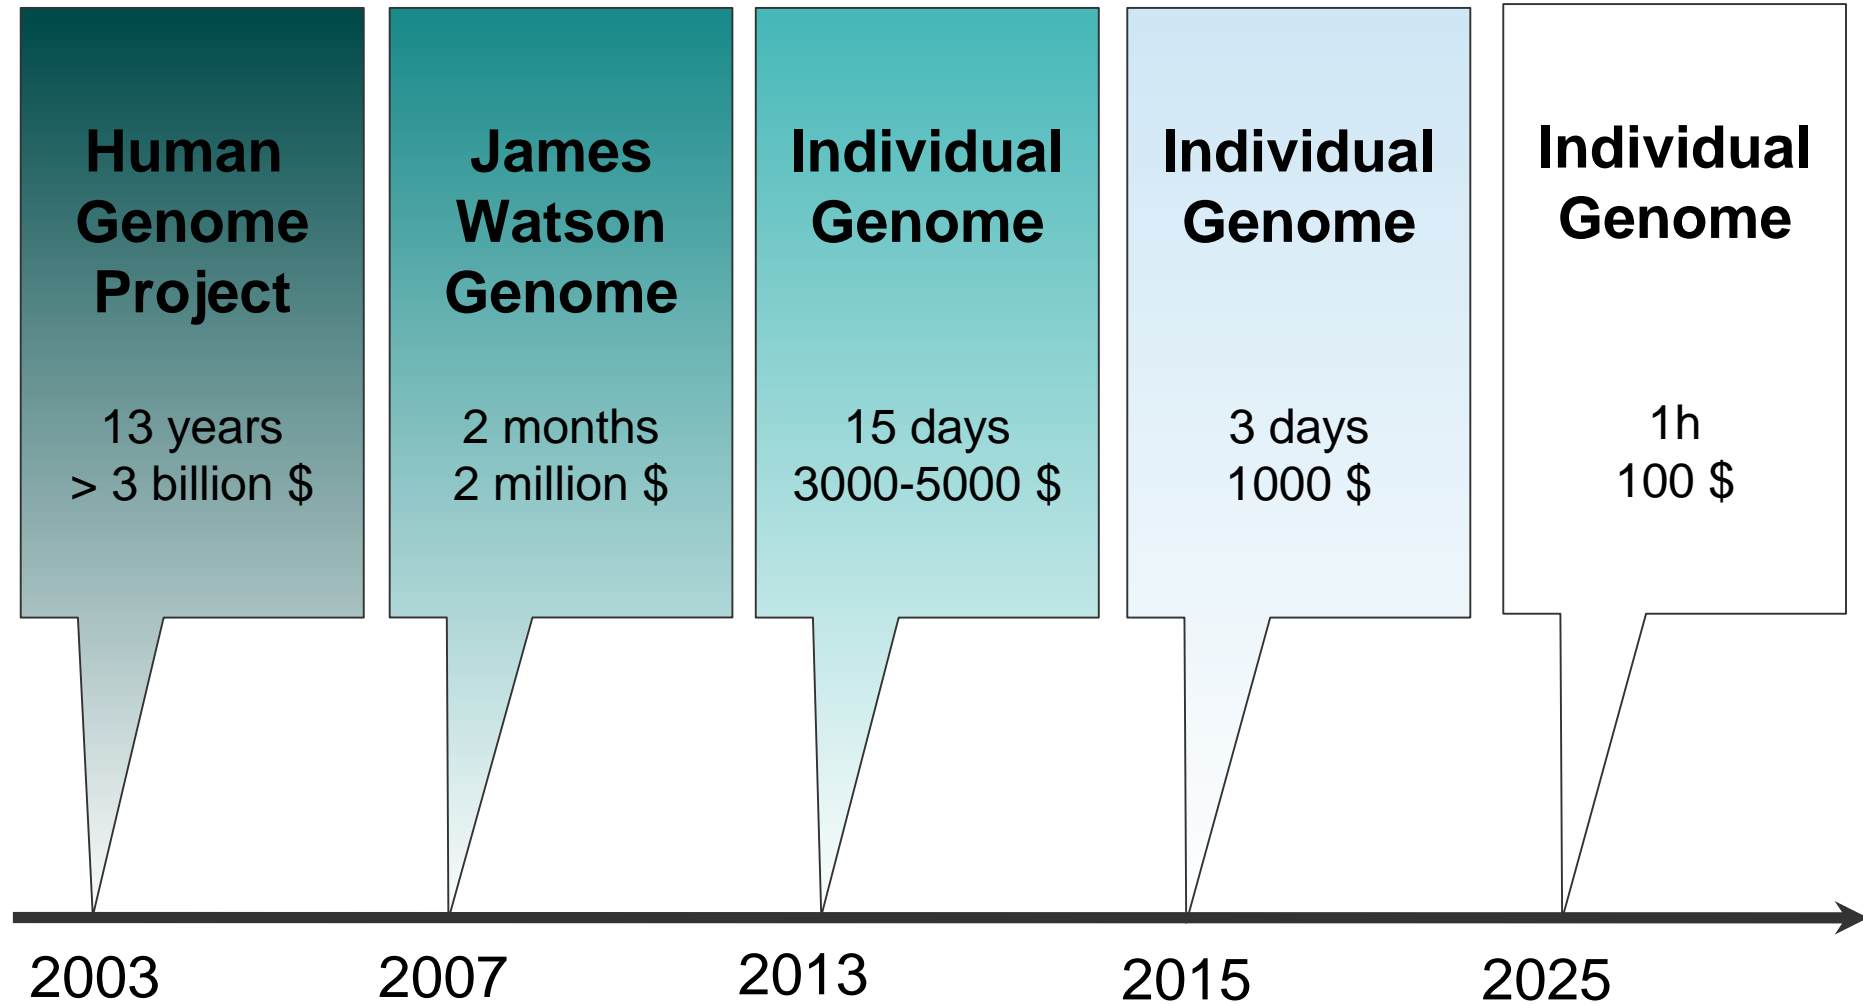 Human
Genome
Project
13 years
> 3 billion $
James
Watson
Genome
2 months
2 million $
Individual
Genome
15 days
3000-5000 $
Individual
Genome
3 days
1000 $
Individual
Genome
1h
100 $
2003
2007
2013
2015
2025